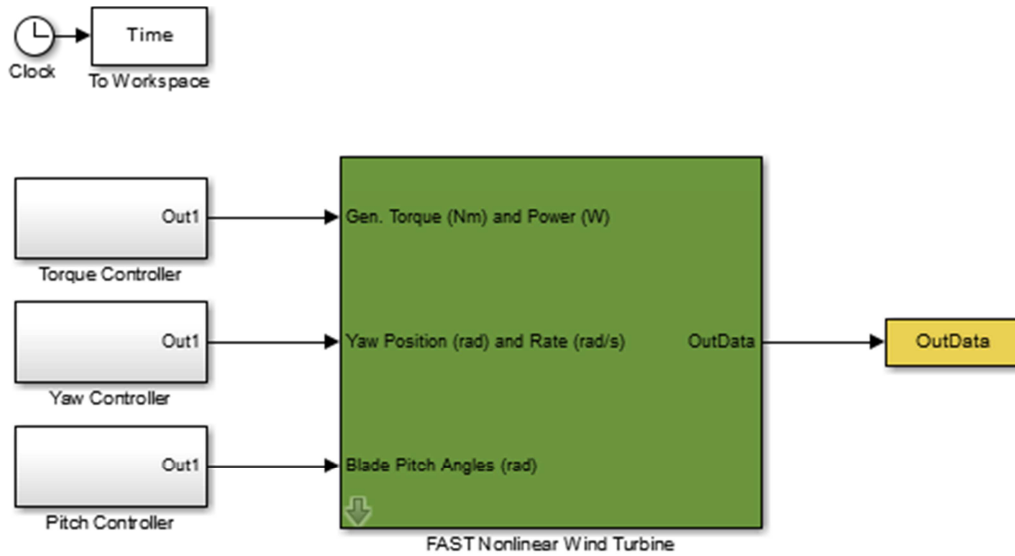 Time
Clock
To Workspace
Out1
Gen. Torque (Nm) and Power (W)
Torque Controller
Out1
Yaw Position (rad) and Rate (rad/s)
OutData
OutData
Yaw Controller
Out1
Blade Pitch Angles (rad)
Pitch Controller
FAST Nonlinear Wind Turbine